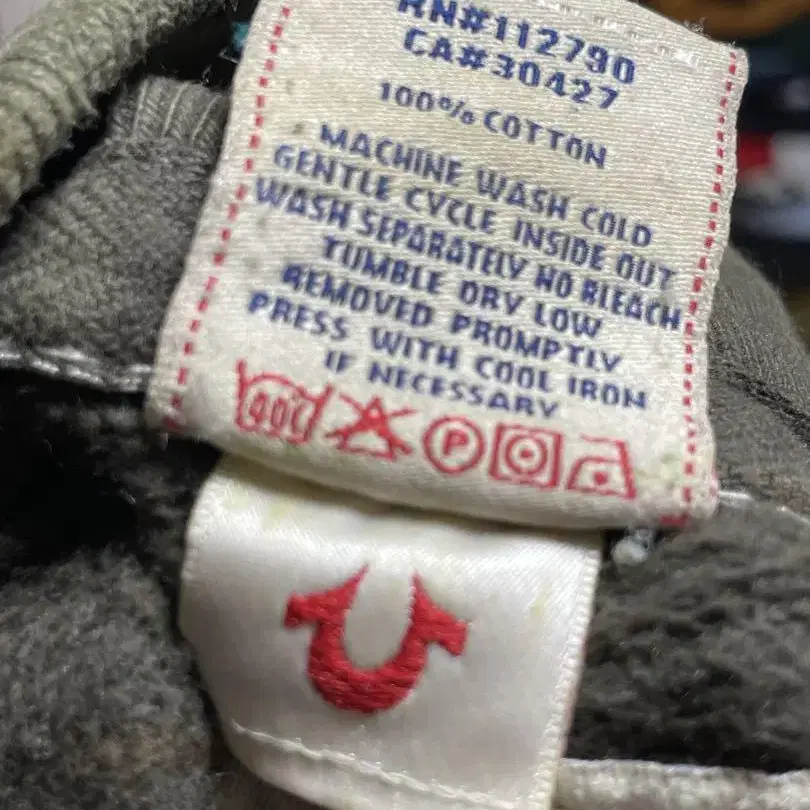 RN#112790
CA#30427
100% COTTON
MACHINE WASH COLD
GENTLE CYCLE INSIDE OUT
WASH SEPARATELY NO BLEACH
TUMBLE DRY LOW
REMOVED PROMPTLY
PRESS WITH COOL IRON
IF NECESSARY
40C P